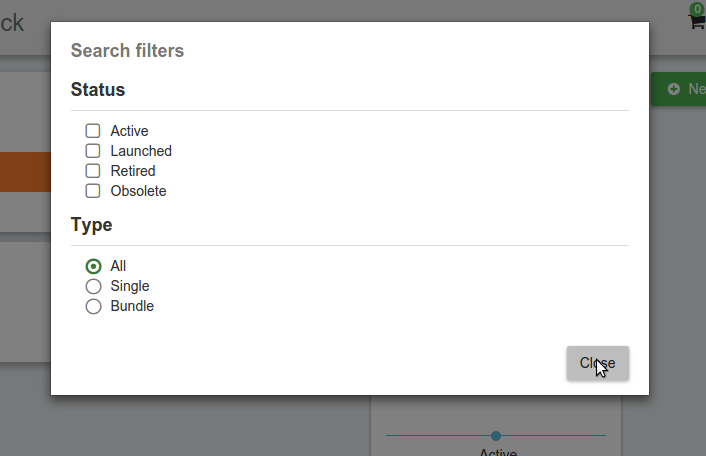 ck
0
Search filters
Status
Active
Launched
Retired
Obsolete
Type
All
Single
Bundle
Close
Ne
Active